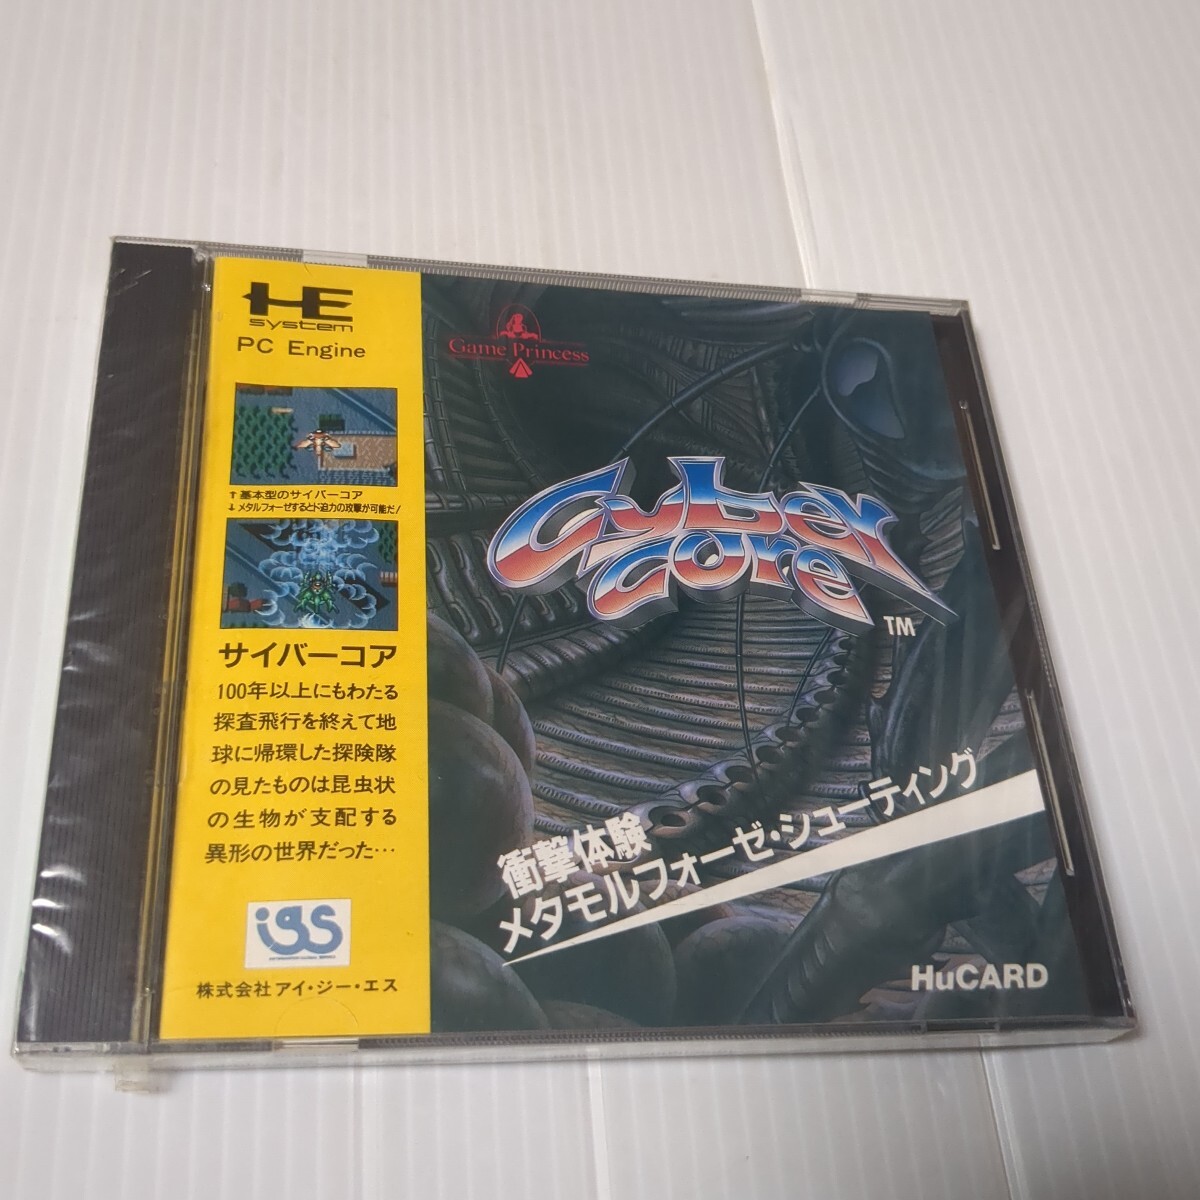 HE
system
PC Engine
↑基本型のサイバーコア
↓メタルフォーゼするとド迫力の攻撃が可能だ!
サイバーコア
100年以上にもわたる
探査飛行を終えて地
球に帰環した探険隊
の見たものは昆虫状
の生物が支配する
異形の世界だった…
igs
株式会社アイ・ジー・エス
Game Princess
Cyber
core
TM
衝撃体験
メタモルフォーゼ・シューティング
HuCARD